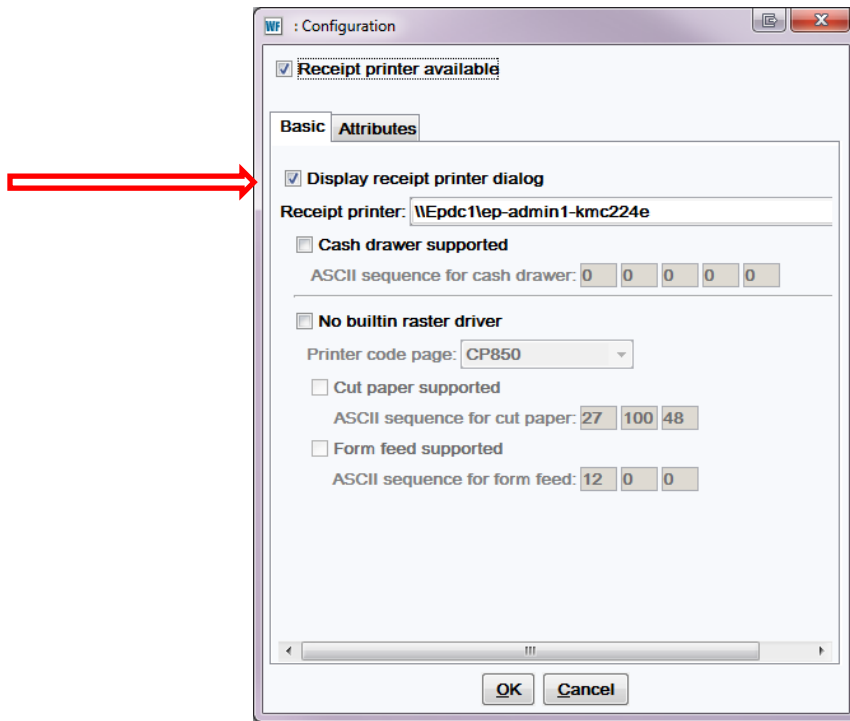 WF : Configuration
Receipt printer available
Basic Attributes
Display receipt printer dialog
Receipt printer: \\Epdc1\ep-admin1-kmc224e
Cash drawer supported
ASCII sequence for cash drawer: 0 0 0 0 0
No builtin raster driver
Printer code page: CP850
Cut paper supported
ASCII sequence for cut paper: 27 100 48
Form feed supported
ASCII sequence for form feed: 12 0 0
OK Cancel